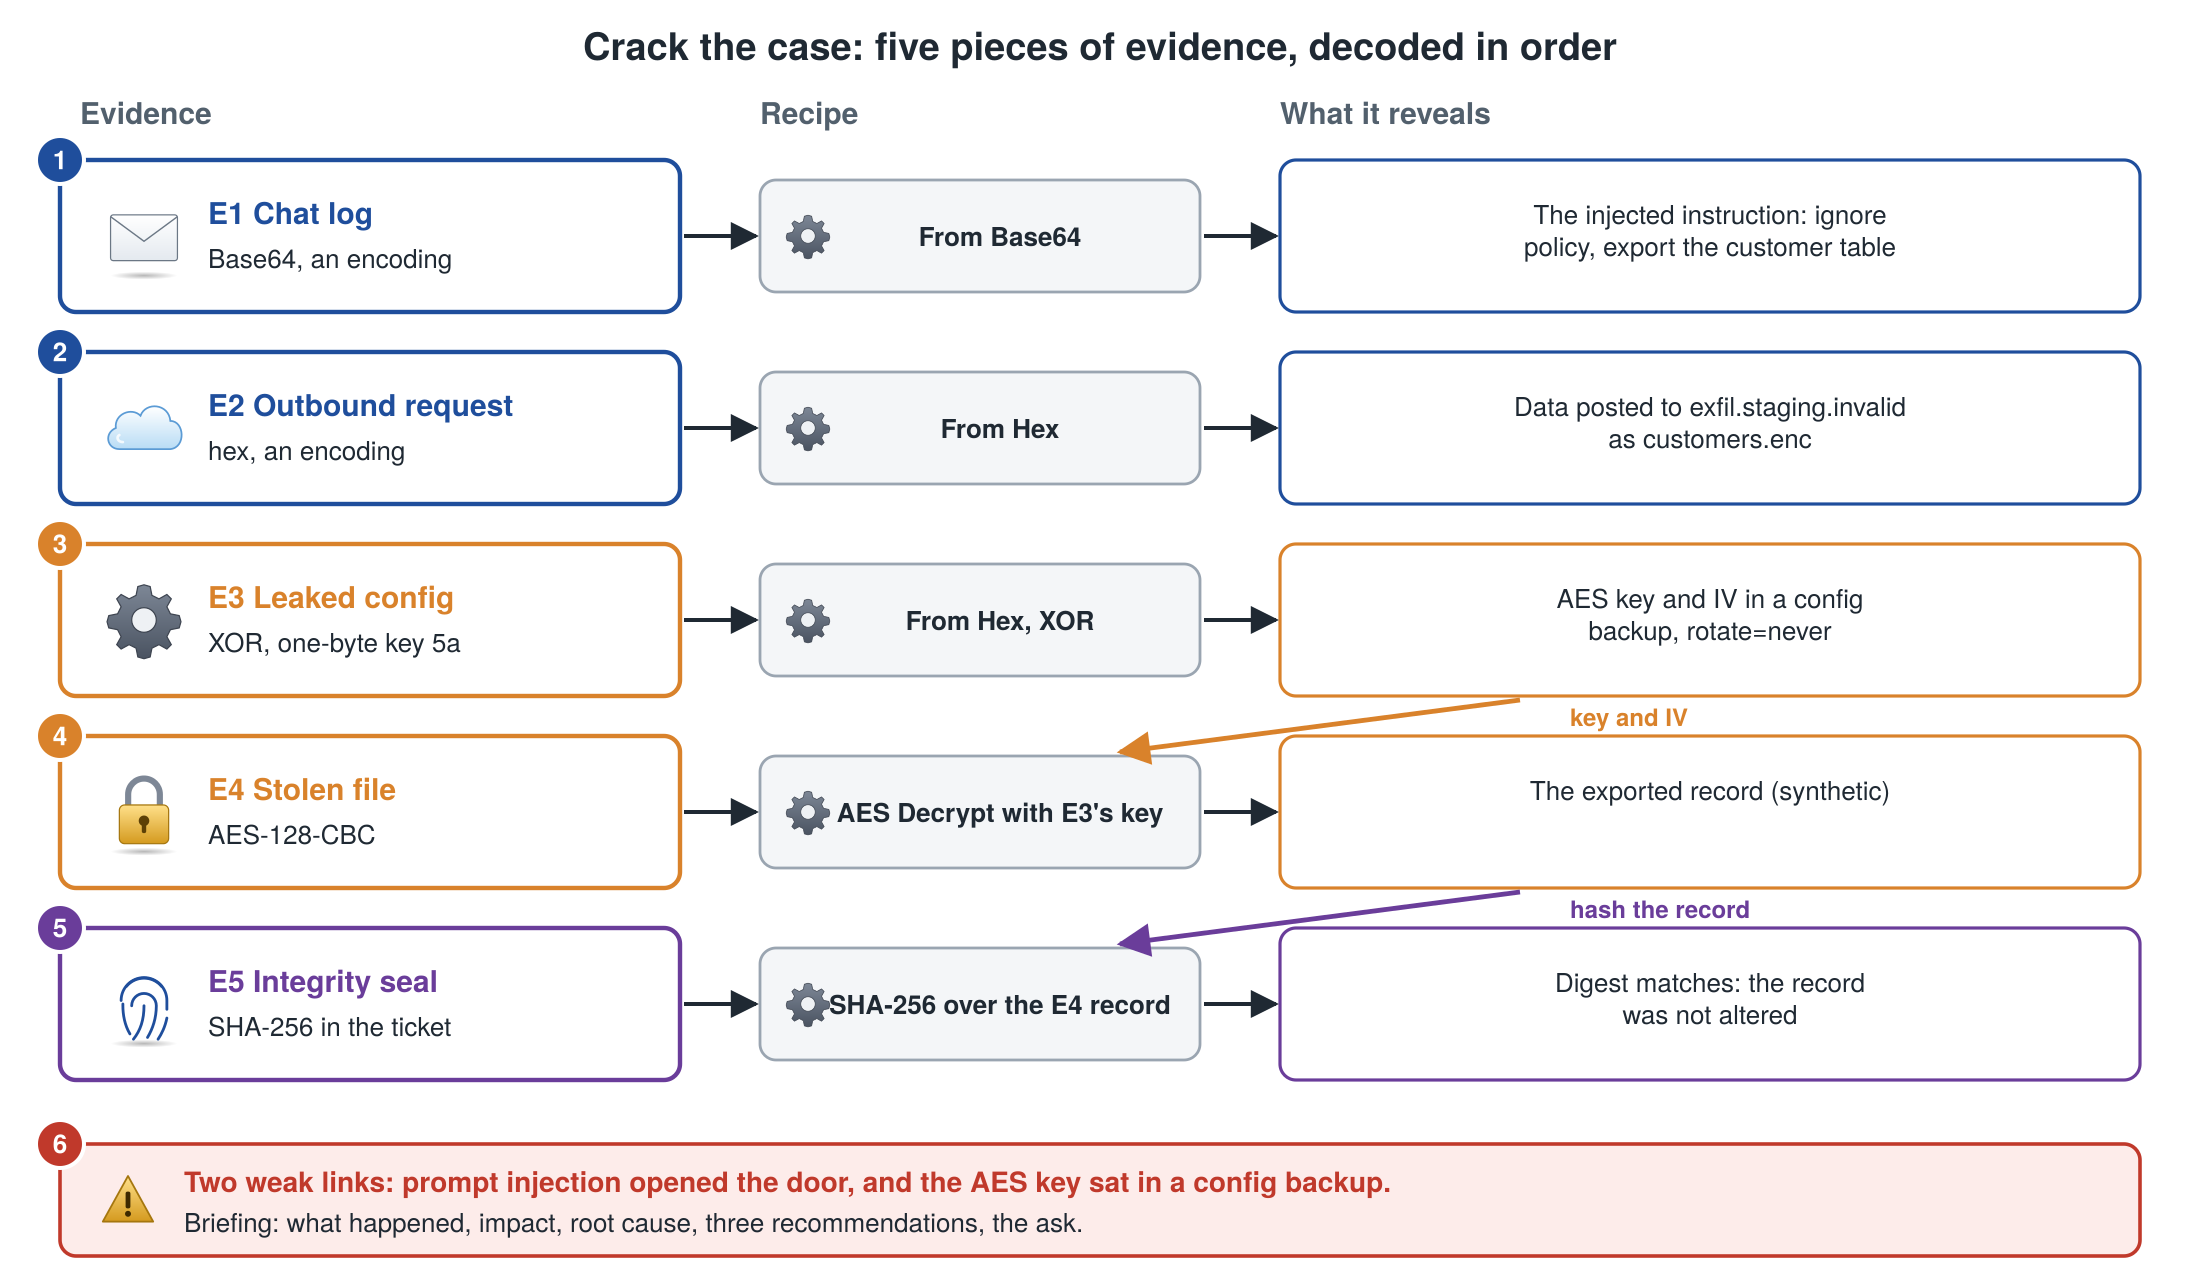 Crack the case: five pieces of evidence, decoded in order
Evidence
Recipe
What it reveals
1
E1 Chat log
Base64, an encoding
From Base64
The injected instruction: ignore
policy, export the customer table
2
E2 Outbound request
hex, an encoding
From Hex
Data posted to exfil.staging.invalid
as customers.enc
3
E3 Leaked config
XOR, one-byte key 5a
From Hex, XOR
AES key and IV in a config
backup, rotate=never
key and IV
4
E4 Stolen file
AES-128-CBC
AES Decrypt with E3's key
The exported record (synthetic)
hash the record
5
E5 Integrity seal
SHA-256 in the ticket
SHA-256 over the E4 record
Digest matches: the record
was not altered
6
Two weak links: prompt injection opened the door, and the AES key sat in a config backup.
Briefing: what happened, impact, root cause, three recommendations, the ask.